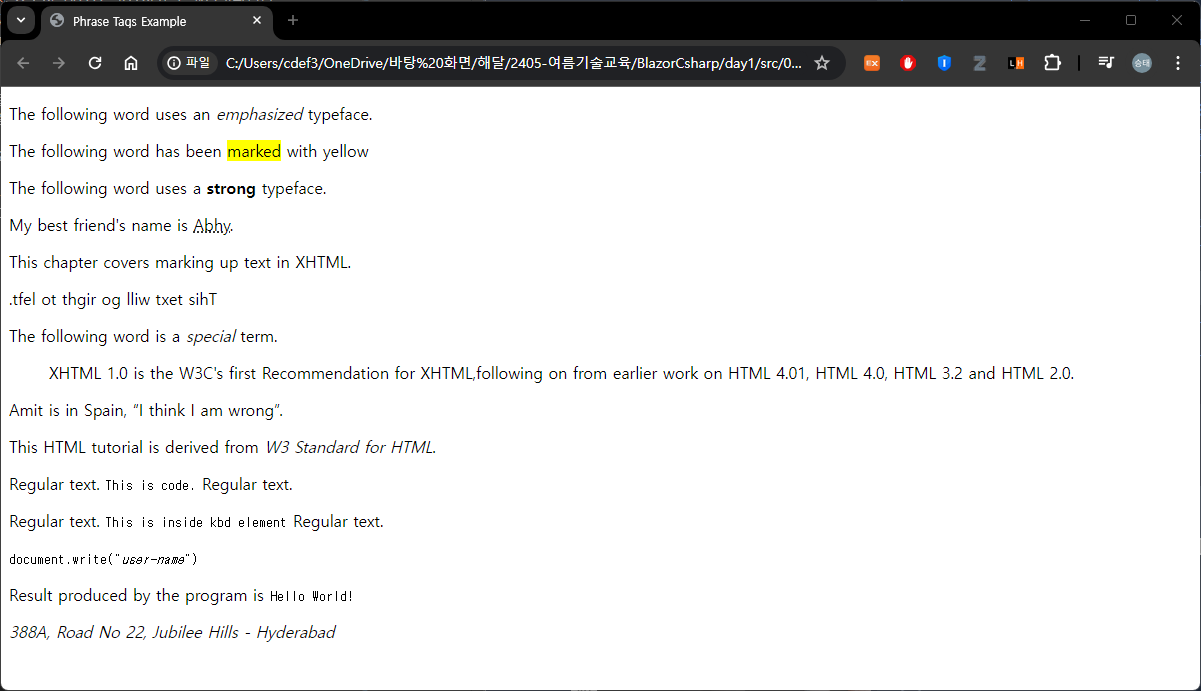 Phrase Tags Example
파일
C:/Users/cdef3/OneDrive/바탕%20화면/해달/2405-여름기술교육/BlazorCsharp/day1/src/0...
Ex
LH
승태
The following word uses an emphasized typeface.
The following word has been marked with yellow
The following word uses a strong typeface.
My best friend's name is Abhy.
This chapter covers marking up text in XHTML.
.tfel ot thgir og lliw txet sihT
The following word is a special term.
XHTML 1.0 is the W3C's first Recommendation for XHTML,following on from earlier work on HTML 4.01, HTML 4.0, HTML 3.2 and HTML 2.0.
Amit is in Spain, “I think I am wrong”.
This HTML tutorial is derived from W3 Standard for HTML.
Regular text. This is code. Regular text.
Regular text. This is inside kbd element Regular text.
document.write("user-name")
Result produced by the program is Hello World!
388A, Road No 22, Jubilee Hills - Hyderabad